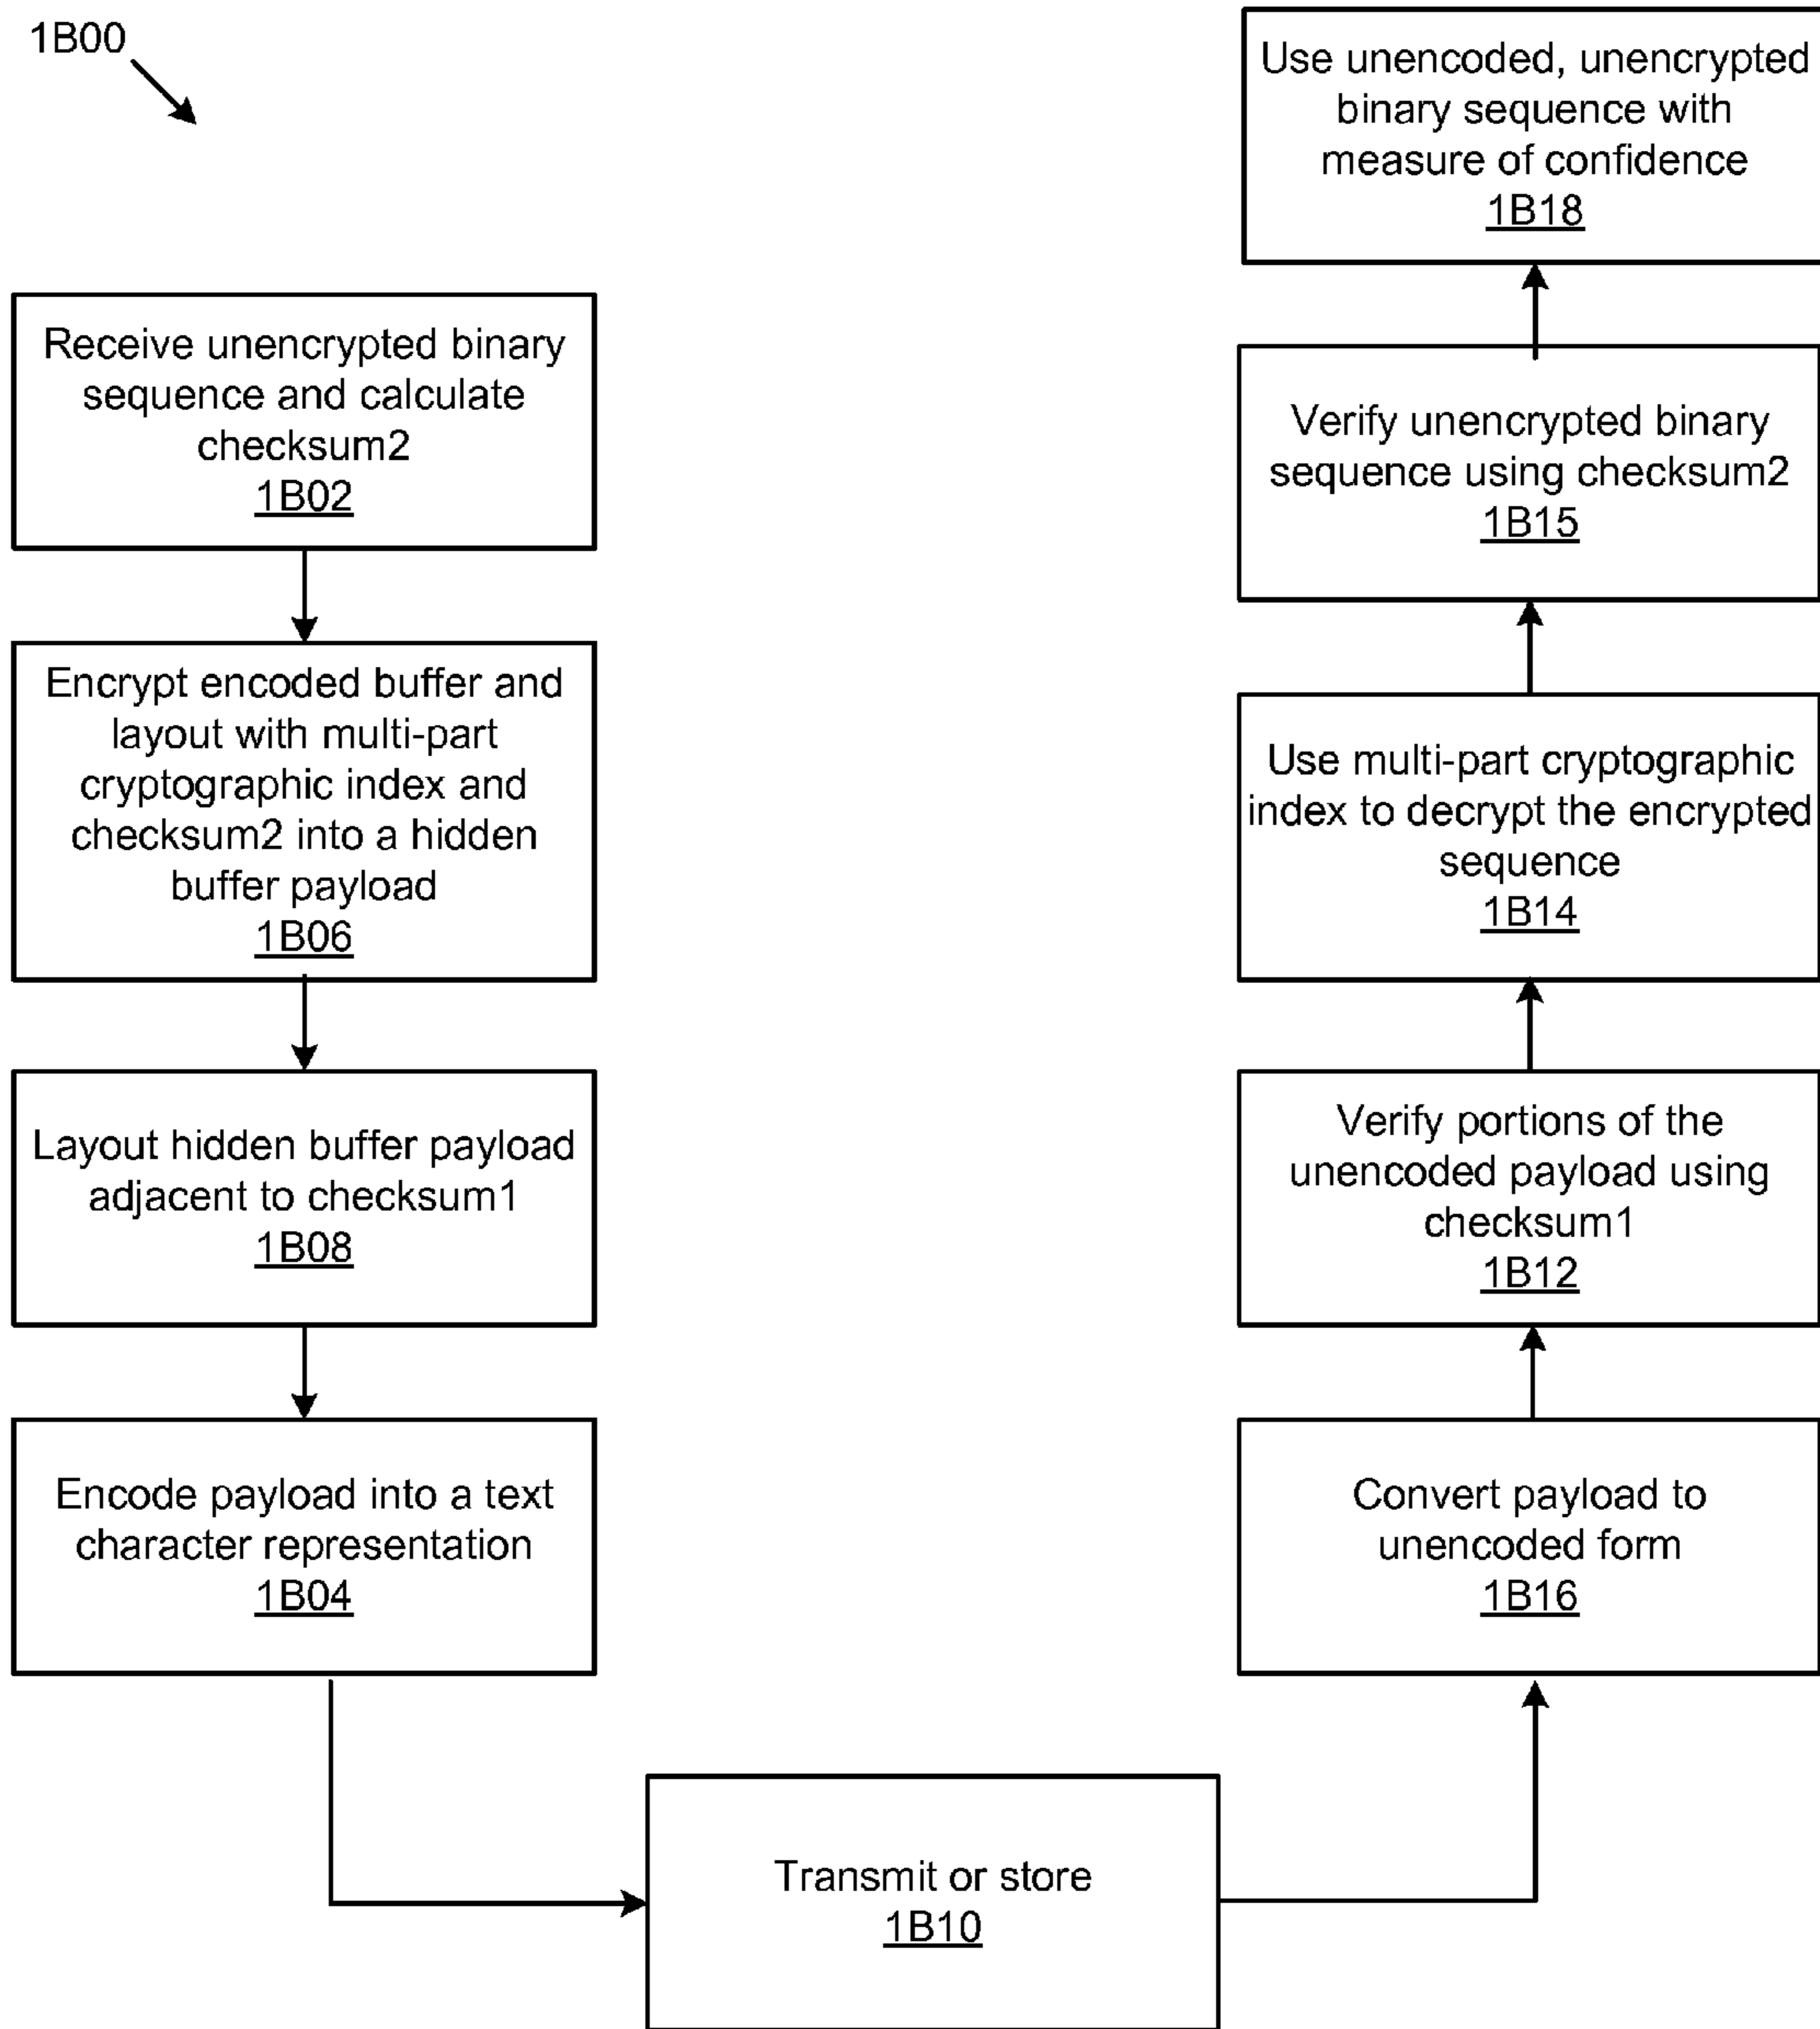 1B00
Receive unencrypted binary
sequence and calculate
checksum2
1B02
Encrypt encoded buffer and
layout with multi-part
cryptographic index and
checksum2 into a hidden
buffer payload
1B06
Layout hidden buffer payload
adjacent to checksum1
1B08
Encode payload into a text
character representation
1B04
Transmit or store
1B10
Convert payload to
unencoded form
1B16
Verify portions of the
unencoded payload using
checksum1
1B12
Use multi-part cryptographic
index to decrypt the encrypted
sequence
1B14
Verify unencrypted binary
sequence using checksum2
1B15
Use unencoded, unencrypted
binary sequence with
measure of confidence
1B18